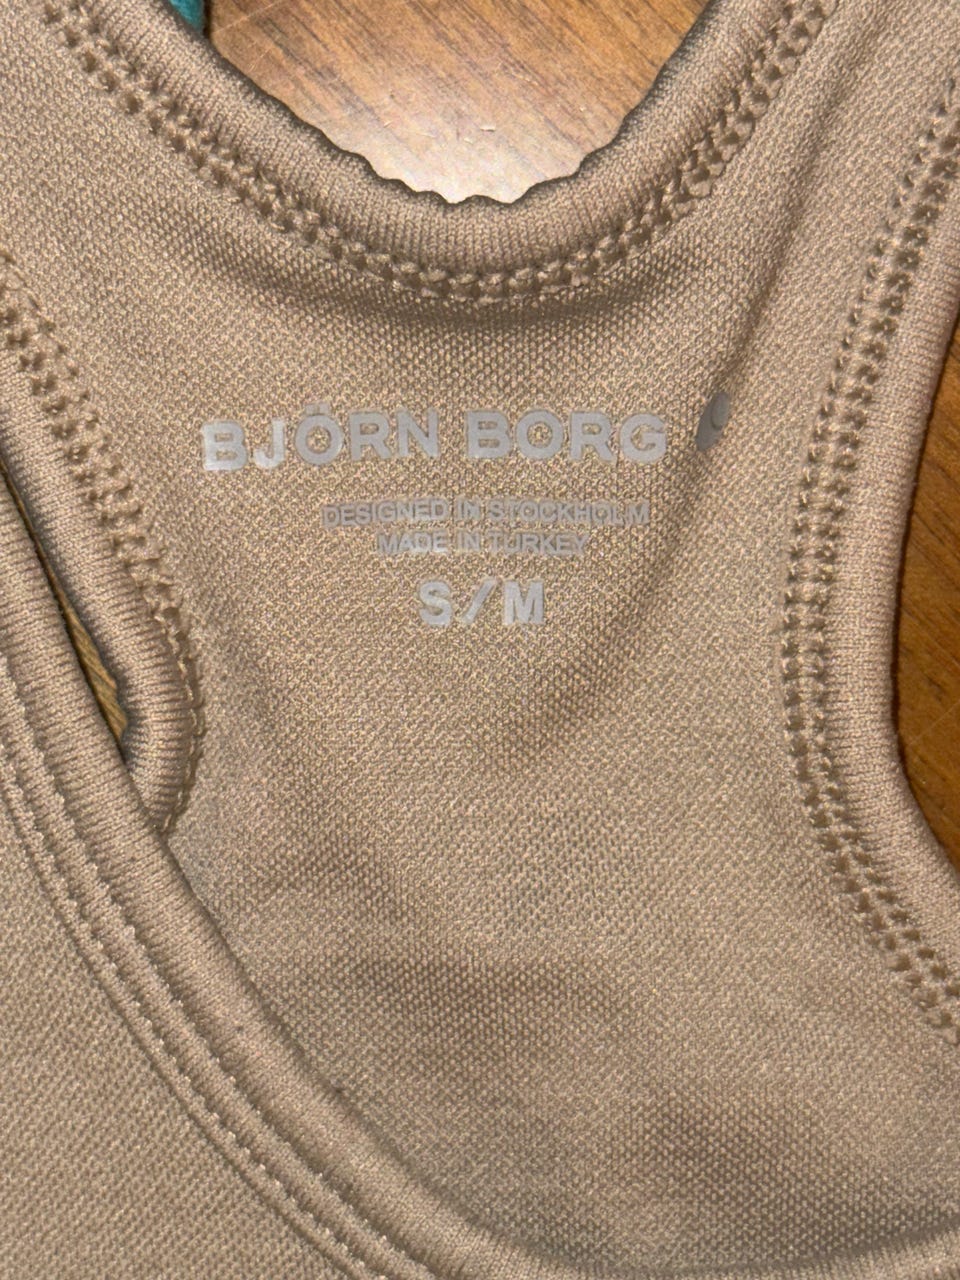 BJÖRN BORG
DESIGNED IN STOCKHOLM
MADE IN TURKEY
S/M